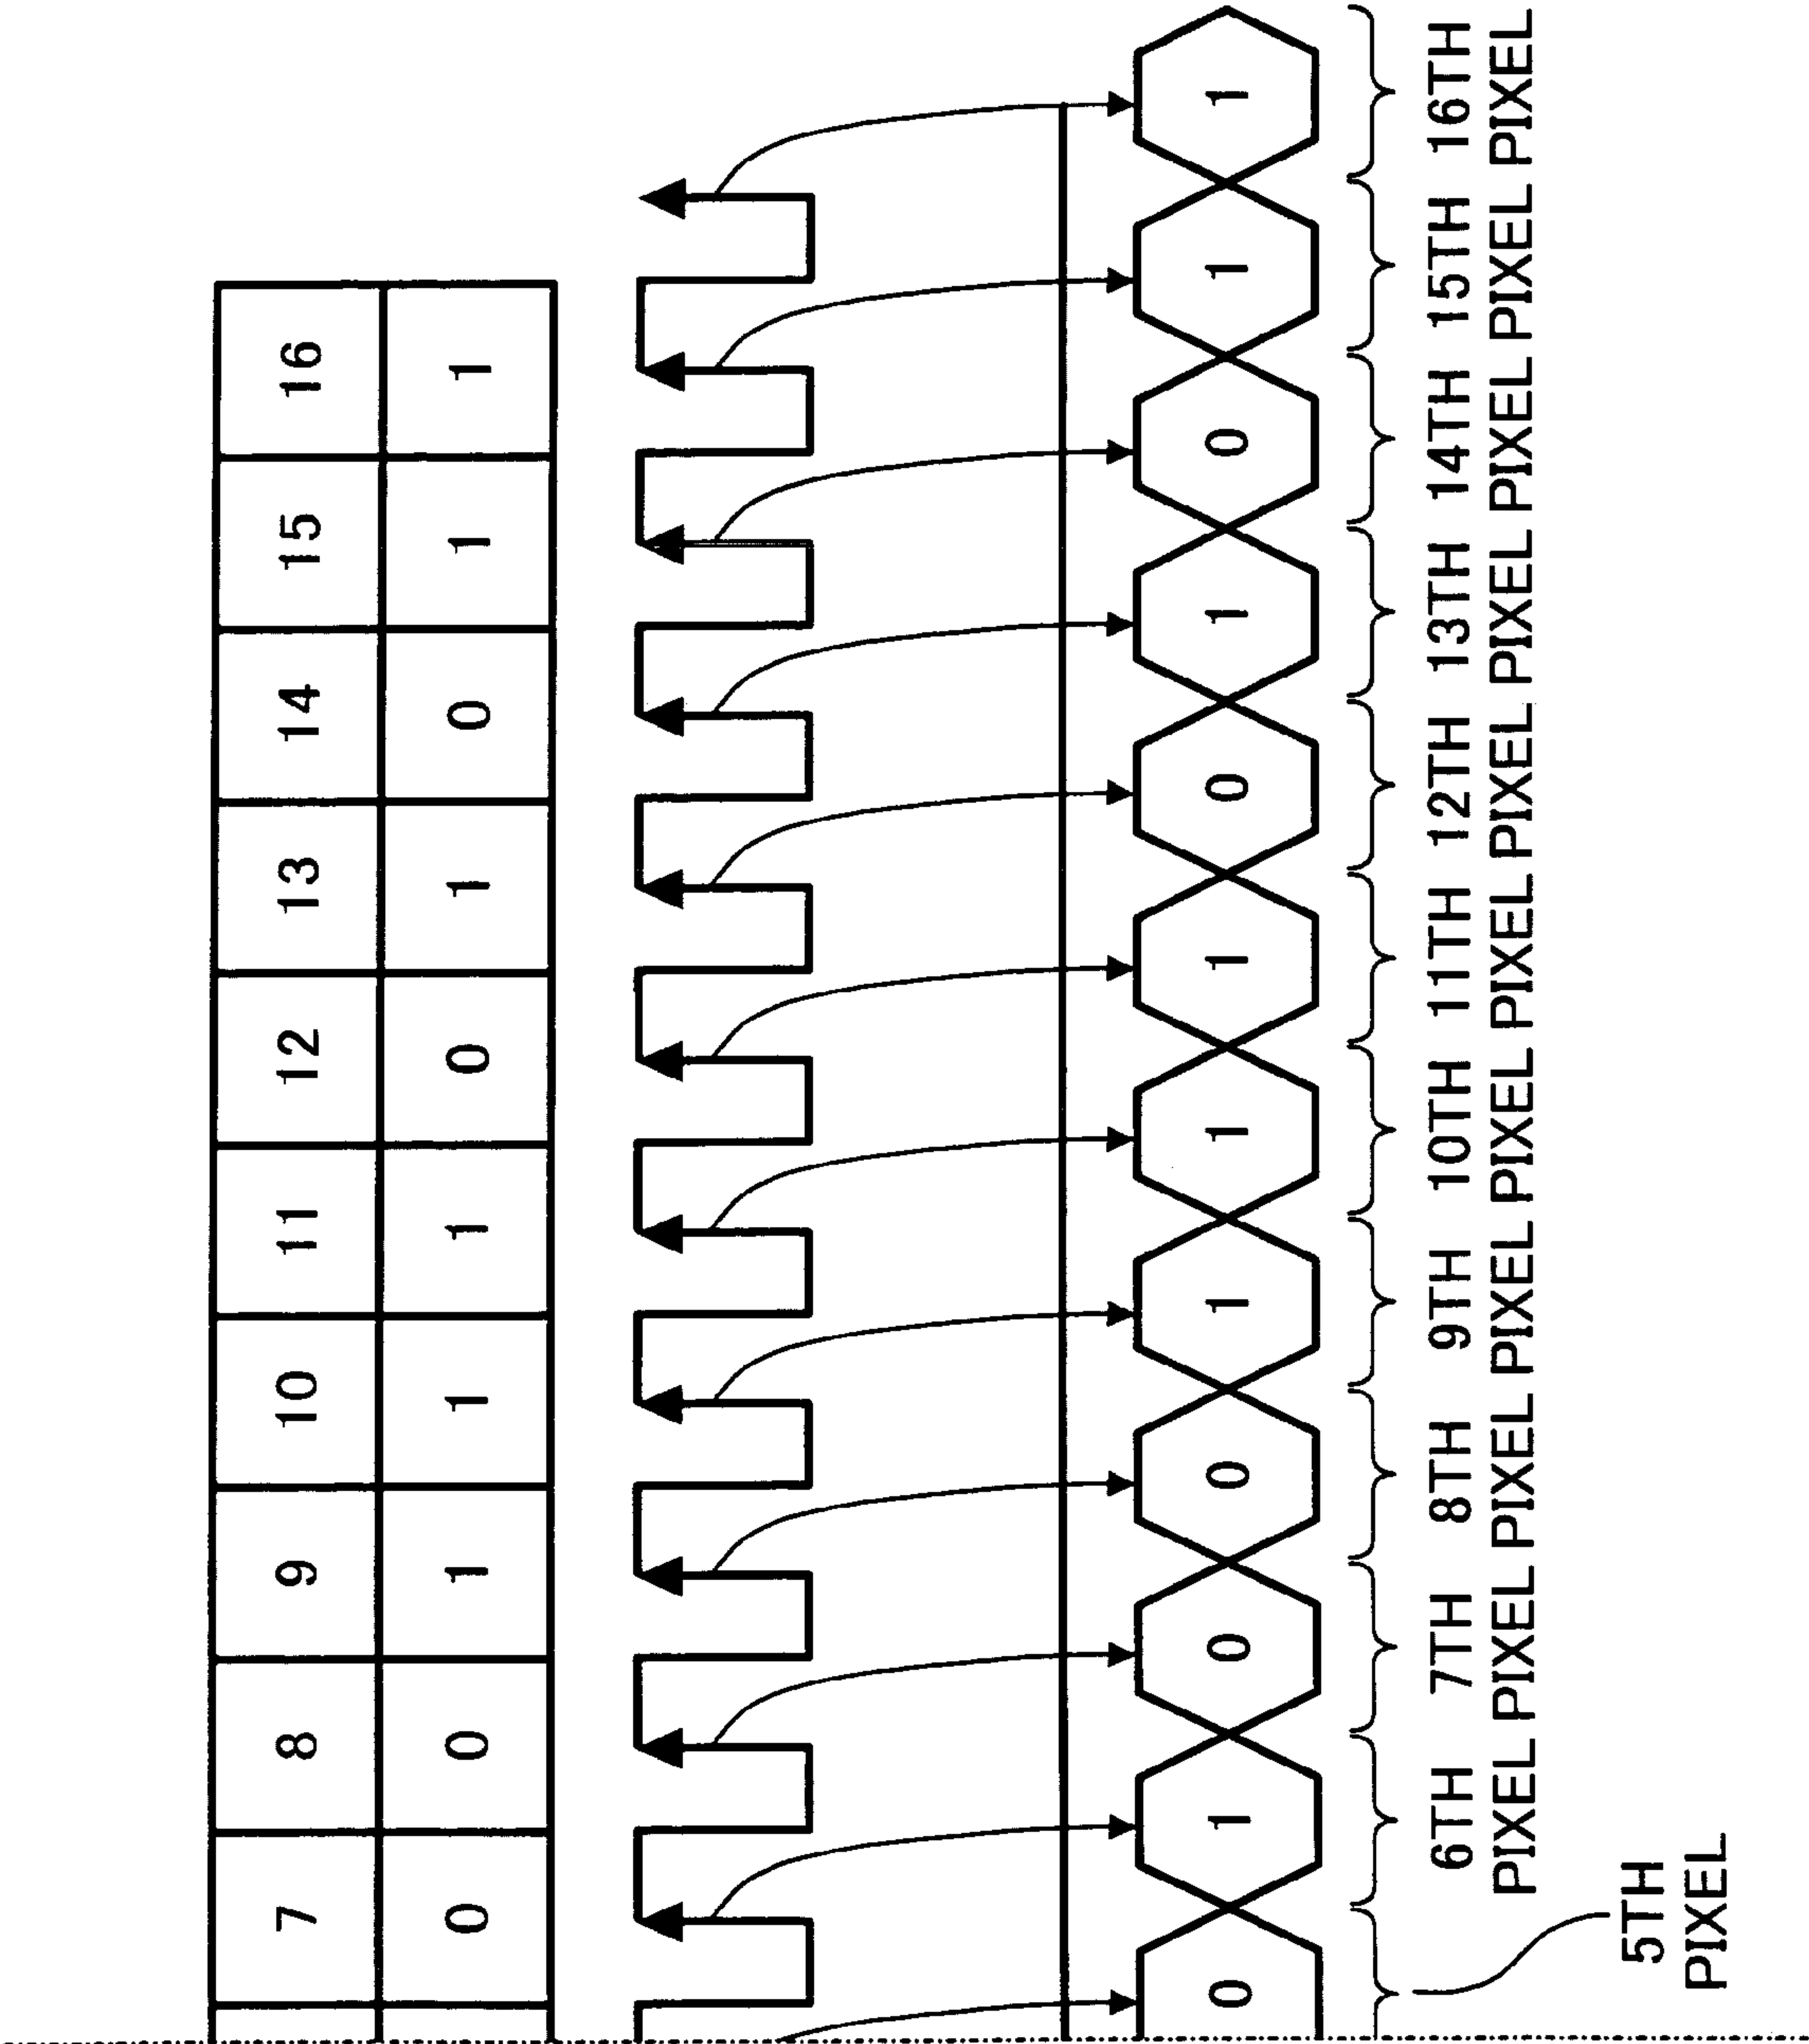 7 8 9 10 11 12 13 14 15 16
0 0 1 1 1 0 1 0 1 1
0 1 0 0 1 1 1 0 1 0 1 1
6TH 7TH 8TH 9TH 10TH 11TH 12TH 13TH 14TH 15TH 16TH
PIXEL PIXEL PIXEL PIXEL PIXEL PIXEL PIXEL PIXEL PIXEL PIXEL PIXEL
5TH
PIXEL